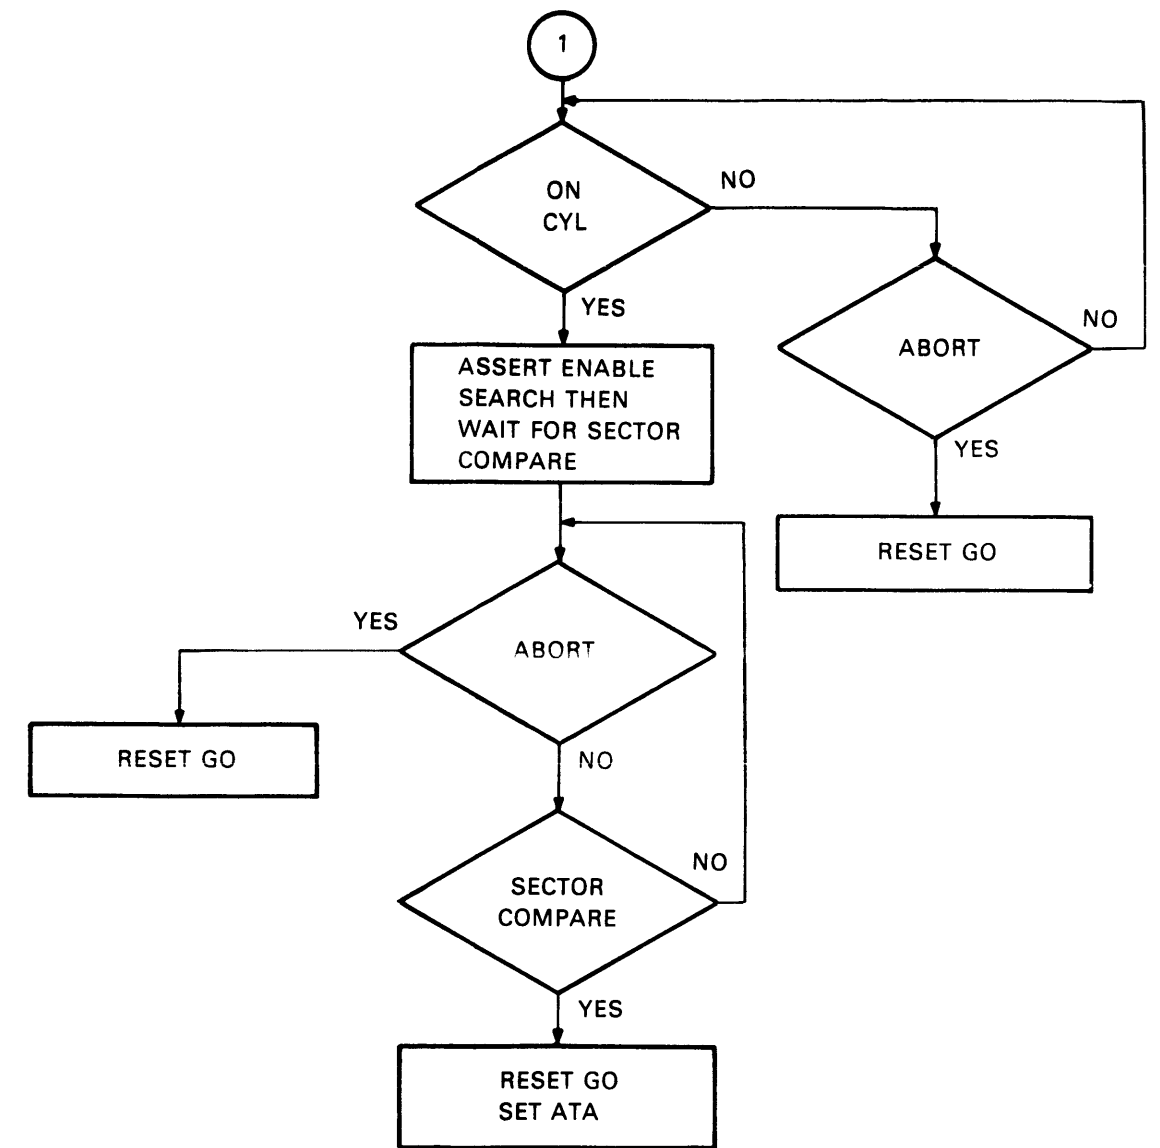 1
ON
CYL
NO
YES
ABORT
NO
YES
RESET GO
ASSERT ENABLE
SEARCH THEN
WAIT FOR SECTOR
COMPARE
ABORT
YES
RESET GO
NO
SECTOR
COMPARE
NO
YES
RESET GO
SET ATA